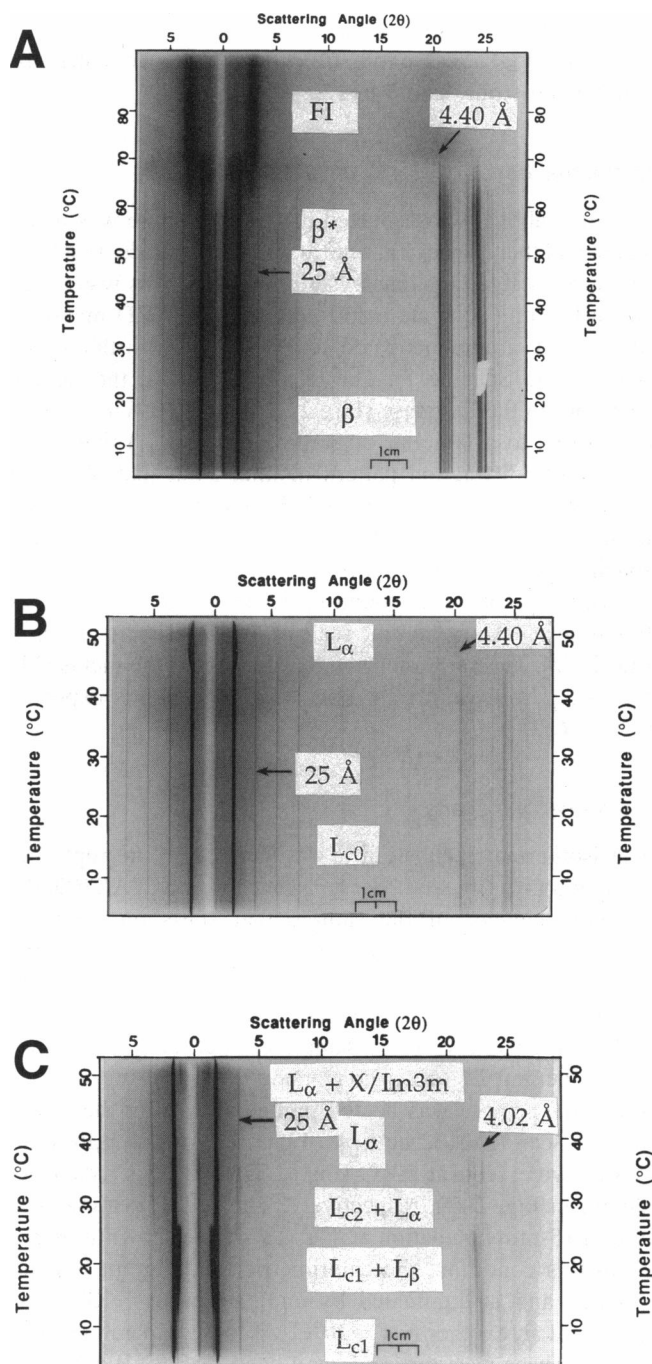 A
Scattering Angle (2θ)
5 0 5 10 15 20 25
Temperature (°C)
80
70
60
50
40
30
20
10
FI
4.40 Å
β*
25 Å
β
1cm
80
70
60
50
40
30
20
10
Temperature (°C)
B
Scattering Angle (2θ)
5 0 5 10 15 20 25
Temperature (°C)
50
40
30
20
10
Lα
4.40 Å
25 Å
Lc0
1cm
50
40
30
20
10
Temperature (°C)
C
Scattering Angle (2θ)
5 0 5 10 15 20 25
Temperature (°C)
50
40
30
20
10
Lα + X/Im3m
25 Å
Lα
4.02 Å
Lc2 + Lα
Lc1 + Lβ
Lc1
1cm
50
40
30
20
10
Temperature (°C)